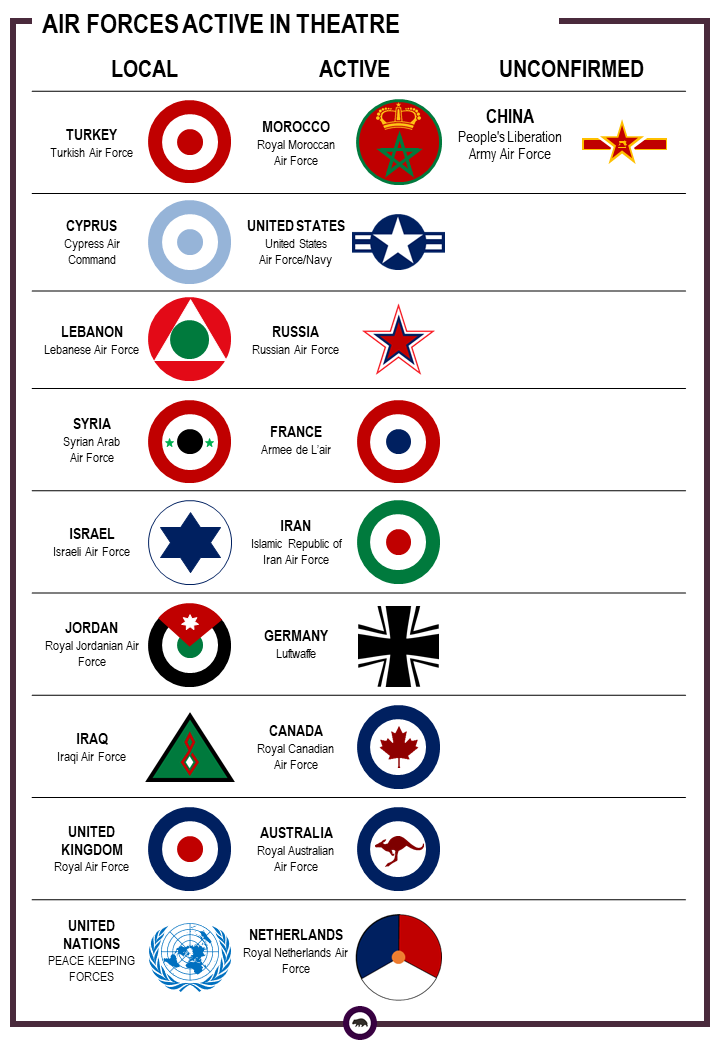 AIR FORCES ACTIVE IN THEATRE
LOCAL
ACTIVE
UNCONFIRMED
TURKEY
Turkish Air Force
MOROCCO
Royal Moroccan
Air Force
CHINA
People's Liberation
Army Air Force
CYPRUS
Cypress Air
Command
UNITED STATES
United States
Air Force/Navy
LEBANON
Lebanese Air Force
RUSSIA
Russian Air Force
SYRIA
Syrian Arab
Air Force
FRANCE
Armee de L'air
ISRAEL
Israeli Air Force
IRAN
Islamic Republic of
Iran Air Force
JORDAN
Royal Jordanian Air
Force
GERMANY
Luftwaffe
IRAQ
Iraqi Air Force
CANADA
Royal Canadian
Air Force
UNITED
KINGDOM
Royal Air Force
AUSTRALIA
Royal Australian
Air Force
UNITED
NATIONS
PEACE KEEPING
FORCES
NETHERLANDS
Royal Netherlands Air
Force